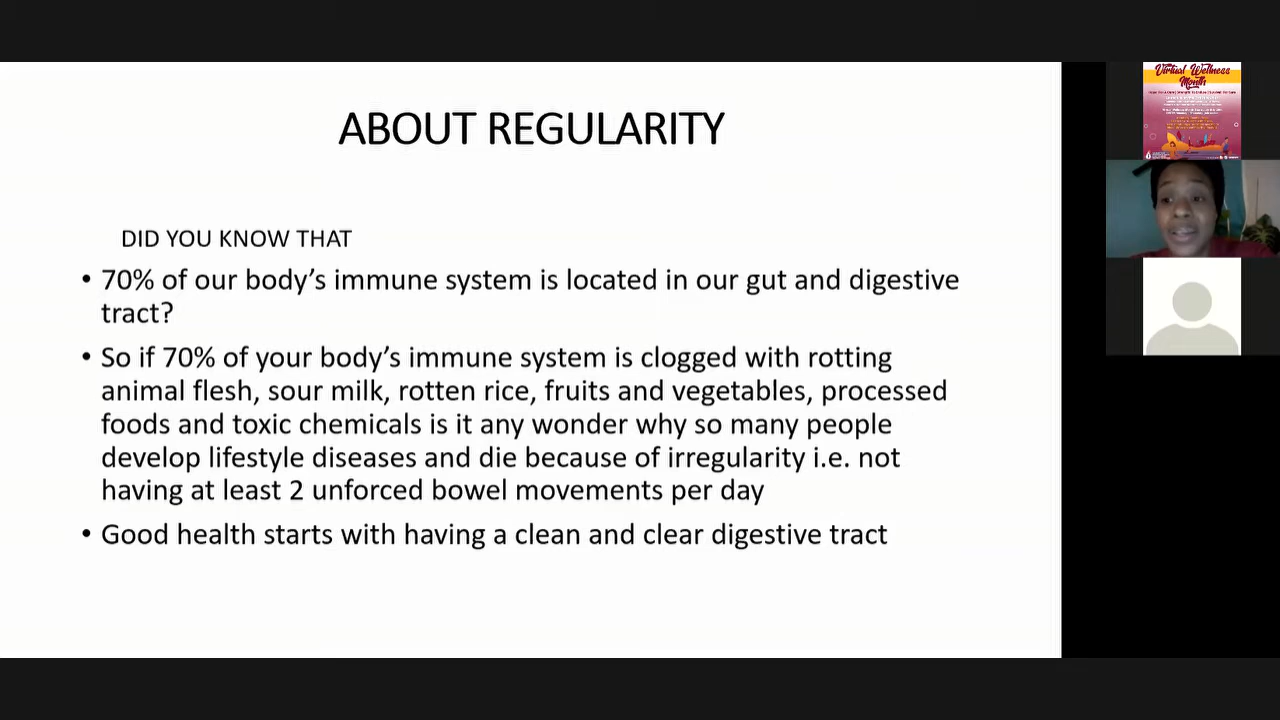 ABOUT REGULARITY
DID YOU KNOW THAT
• 70% of our body’s immune system is located in our gut and digestive
tract?
• So if 70% of your body’s immune system is clogged with rotting
animal flesh, sour milk, rotten rice, fruits and vegetables, processed
foods and toxic chemicals is it any wonder why so many people
develop lifestyle diseases and die because of irregularity i.e. not
having at least 2 unforced bowel movements per day
• Good health starts with having a clean and clear digestive tract
Virtual Wellness
Month